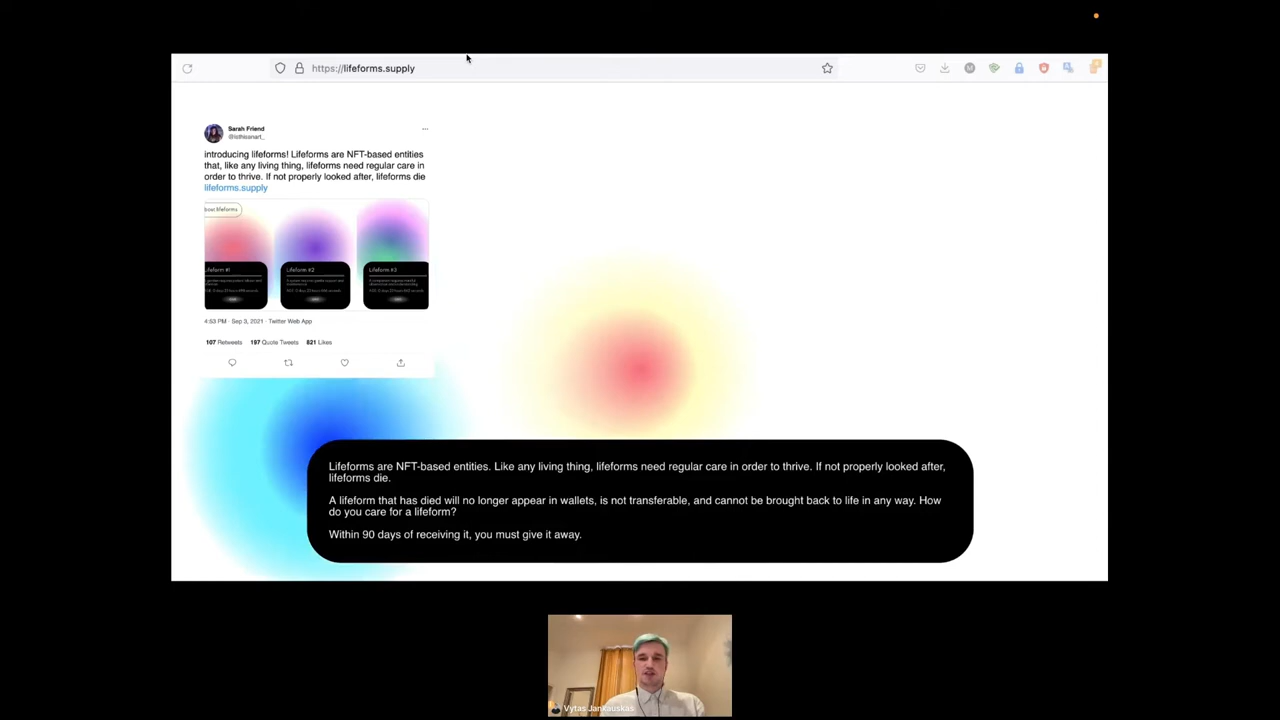 https://lifeforms.supply
Sarah Friend
@isthisanart_
introducing lifeforms! Lifeforms are NFT-based entities
that, like any living thing, lifeforms need regular care in
order to thrive. If not properly looked after, lifeforms die
lifeforms.supply
bout lifeforms
Lifeform #1
Lifeform #2
Lifeform #3
4:53 PM · Sep 3, 2021 · Twitter Web App
107 Retweets 197 Quote Tweets 821 Likes
Lifeforms are NFT-based entities. Like any living thing, lifeforms need regular care in order to thrive. If not properly looked after,
lifeforms die.
A lifeform that has died will no longer appear in wallets, is not transferable, and cannot be brought back to life in any way. How
do you care for a lifeform?
Within 90 days of receiving it, you must give it away.
Vytas Jankauskas